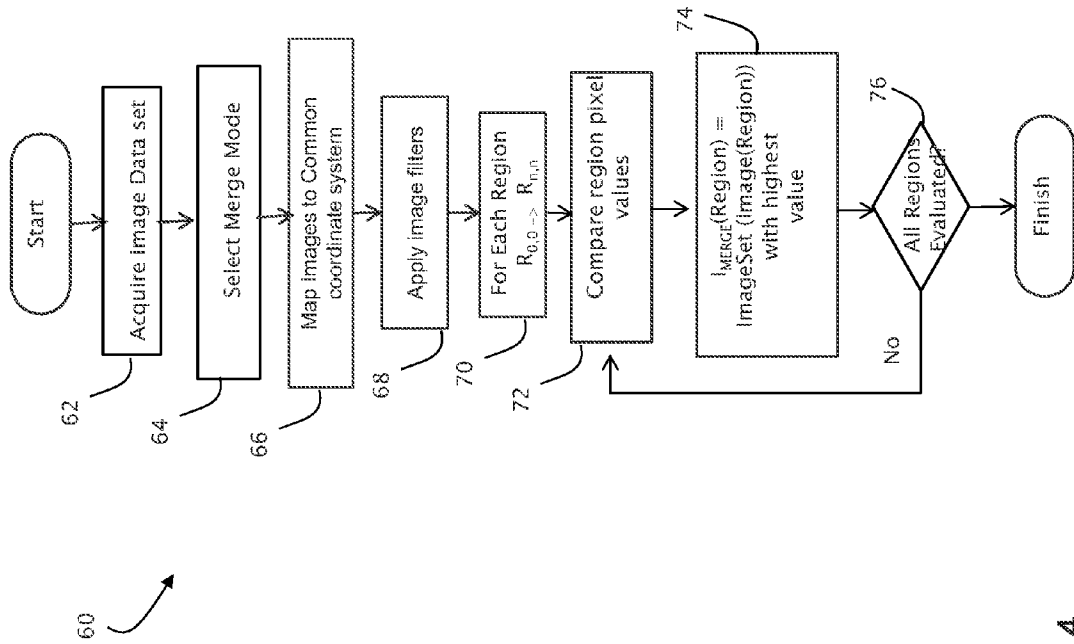 60
Start
62
Acquire image Data set
64
Select Merge Mode
66
Map images to Common
coordinate system
68
Apply image filters
70
For Each Region
R0,0 -> Rn,n
72
Compare region pixel
values
74
IMERGE(Region) =
ImageSet (image(Region))
with highest
value
76
All Regions
Evaluated?
No
Finish
4